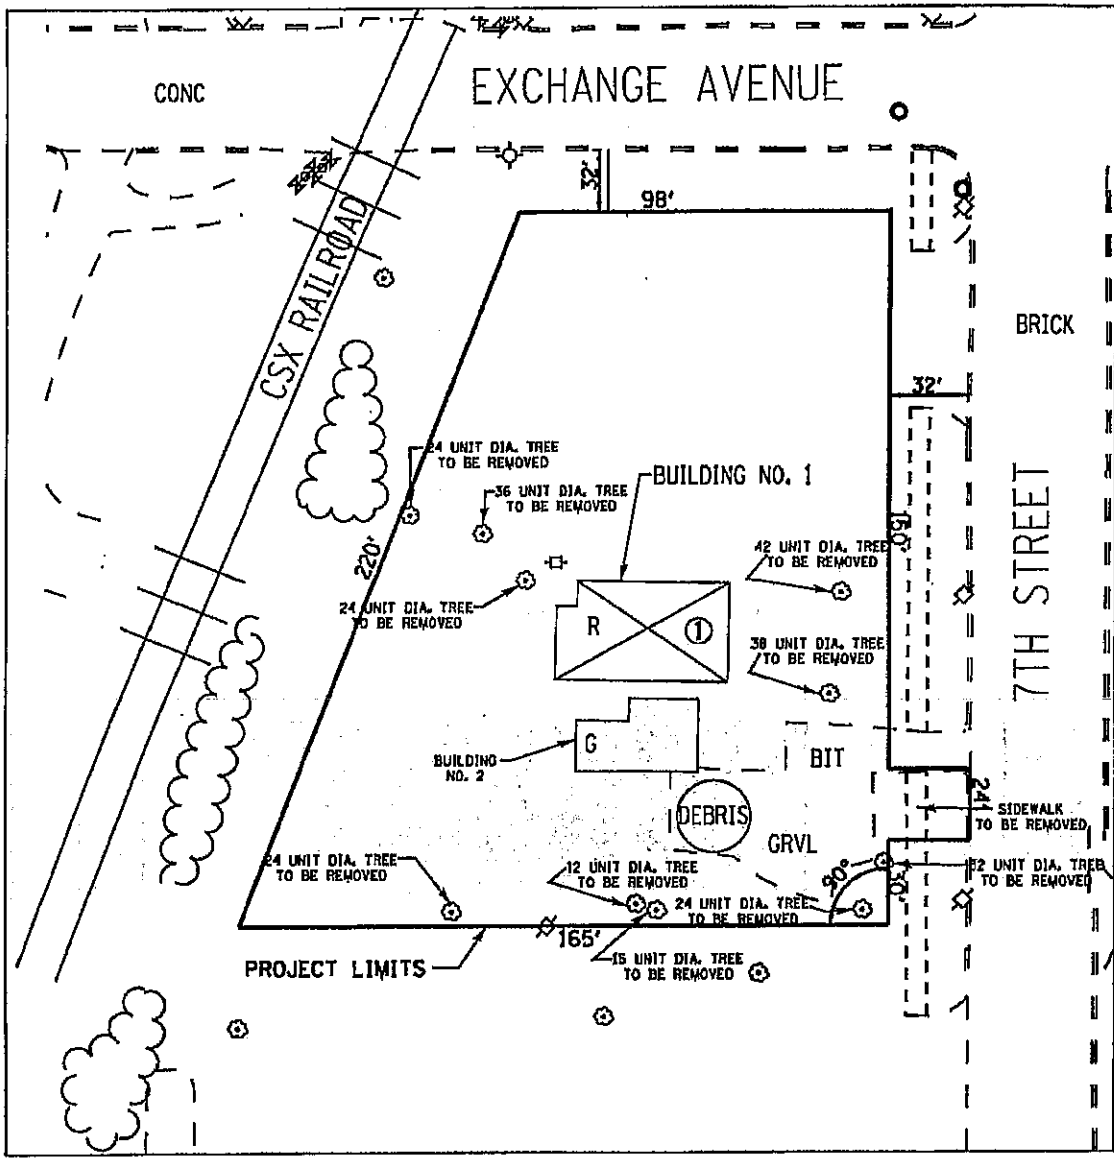 CONC
EXCHANGE AVENUE
32'
98'
CSX RAILROAD
BRICK
32'
24 UNIT DIA. TREE
TO BE REMOVED
36 UNIT DIA. TREE
TO BE REMOVED
BUILDING NO. 1
150'
7TH STREET
220'
42 UNIT DIA. TREE
TO BE REMOVED
24 UNIT DIA. TREE
TO BE REMOVED
R
1
38 UNIT DIA. TREE
TO BE REMOVED
BUILDING
NO. 2
G
BIT
24'
SIDEWALK
TO BE REMOVED
DEBRIS
GRVL
24 UNIT DIA. TREE
TO BE REMOVED
12 UNIT DIA. TREE
TO BE REMOVED
90°
30'
UNIT DIA. TREE
TO BE REMOVED
24 UNIT DIA. TREE
TO BE REMOVED
165'
PROJECT LIMITS
15 UNIT DIA. TREE
TO BE REMOVED